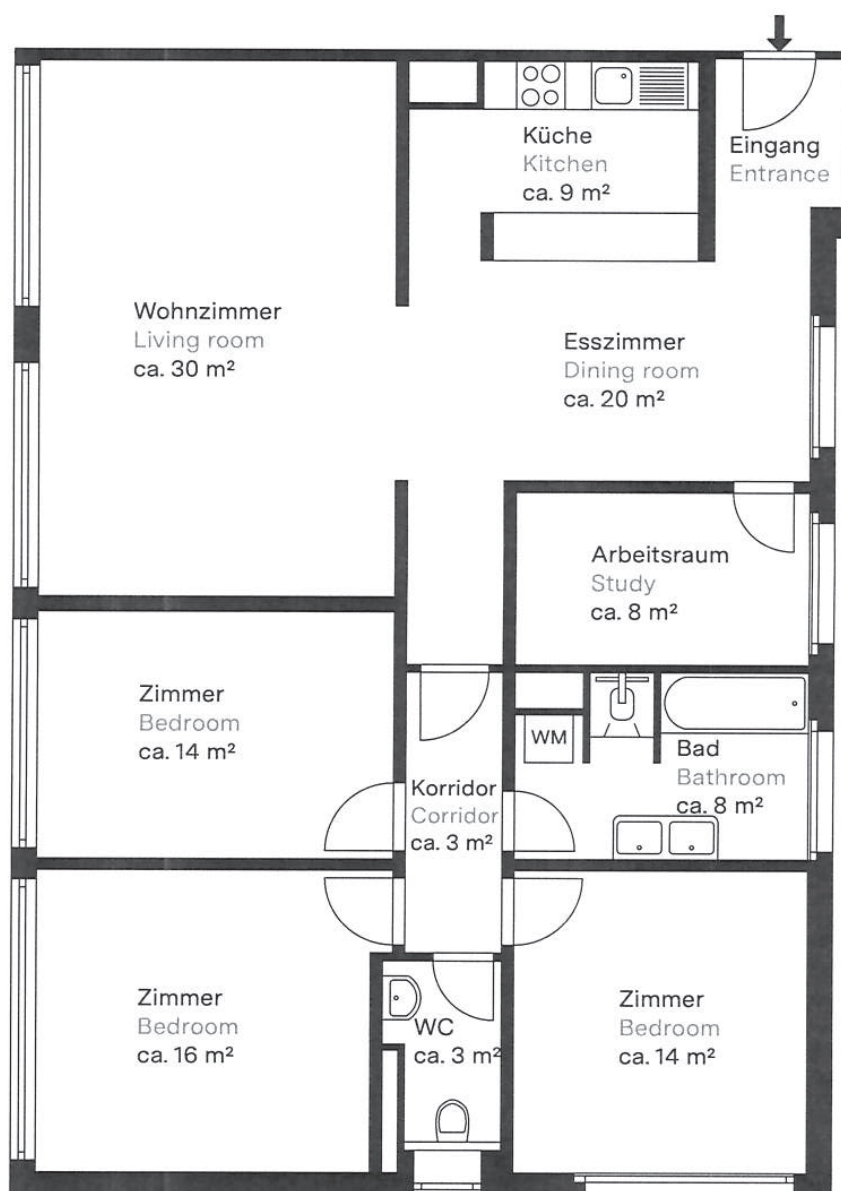 Küche
Kitchen
ca. 9 m²
Eingang
Entrance
Wohnzimmer
Living room
ca. 30 m²
Esszimmer
Dining room
ca. 20 m²
Arbeitsraum
Study
ca. 8 m²
Zimmer
Bedroom
ca. 14 m²
WM
Bad
Bathroom
ca. 8 m²
Korridor
Corridor
ca. 3 m²
Zimmer
Bedroom
ca. 16 m²
WC
ca. 3 m²
Zimmer
Bedroom
ca. 14 m²